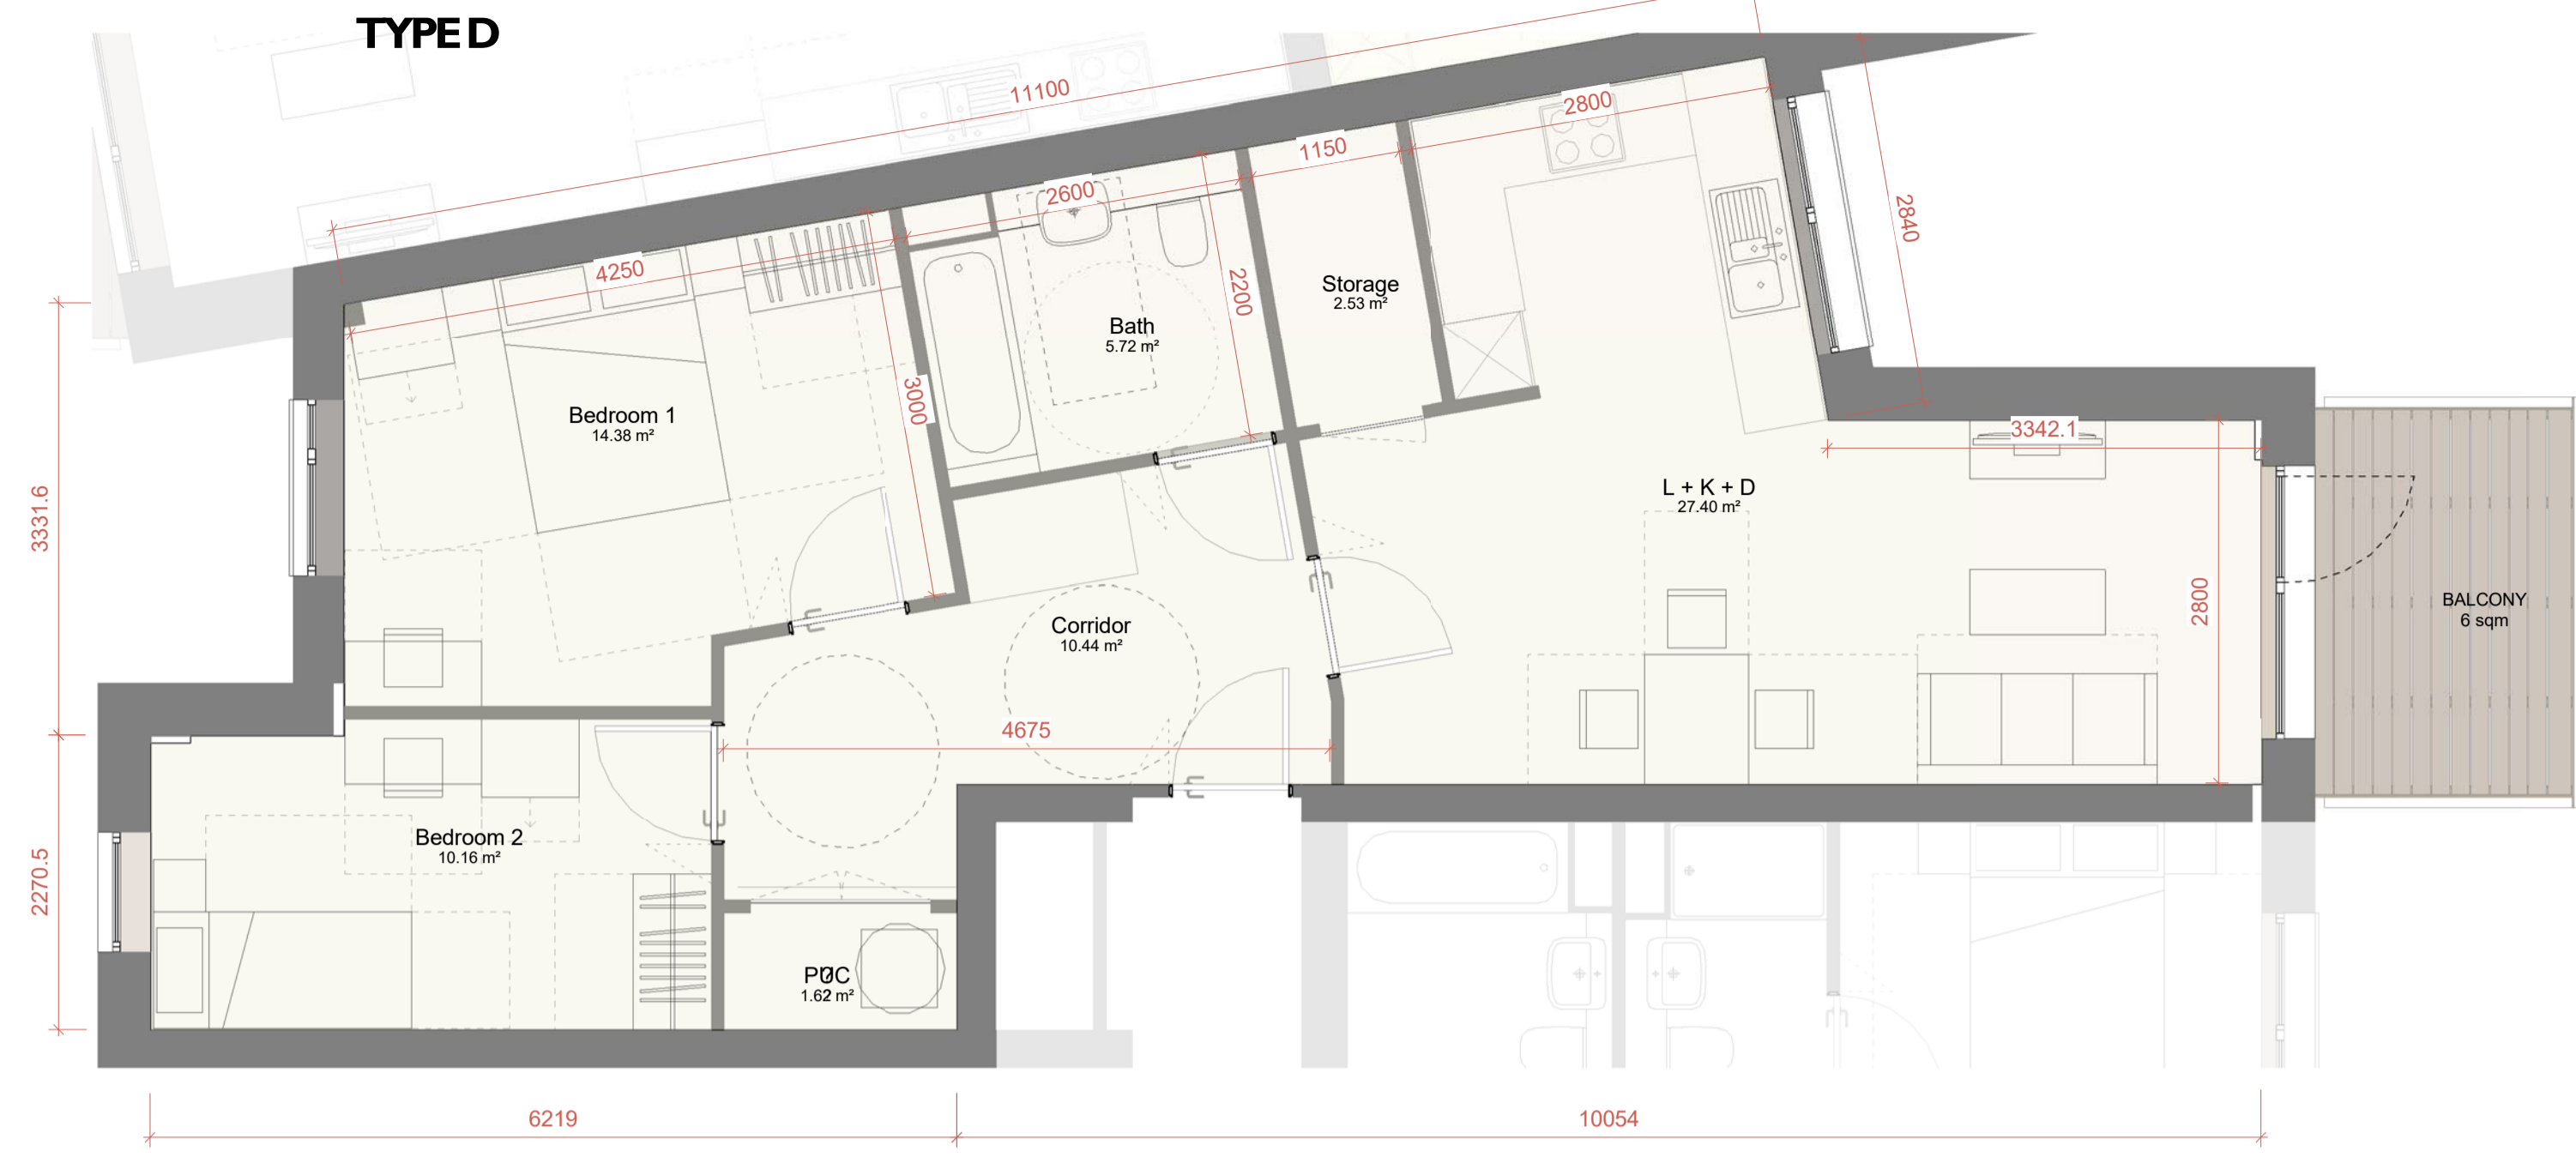 TYPE D
11100
2800
1150
2600
4250
2840
2200
3000
Storage
2.53 m²
Bath
5.72 m²
Bedroom 1
14.38 m²
3342.1
L + K + D
27.40 m²
3331.6
2800
BALCONY
6 sqm
Corridor
10.44 m²
4675
Bedroom 2
10.16 m²
2270.5
1.62 m²
6219
10054